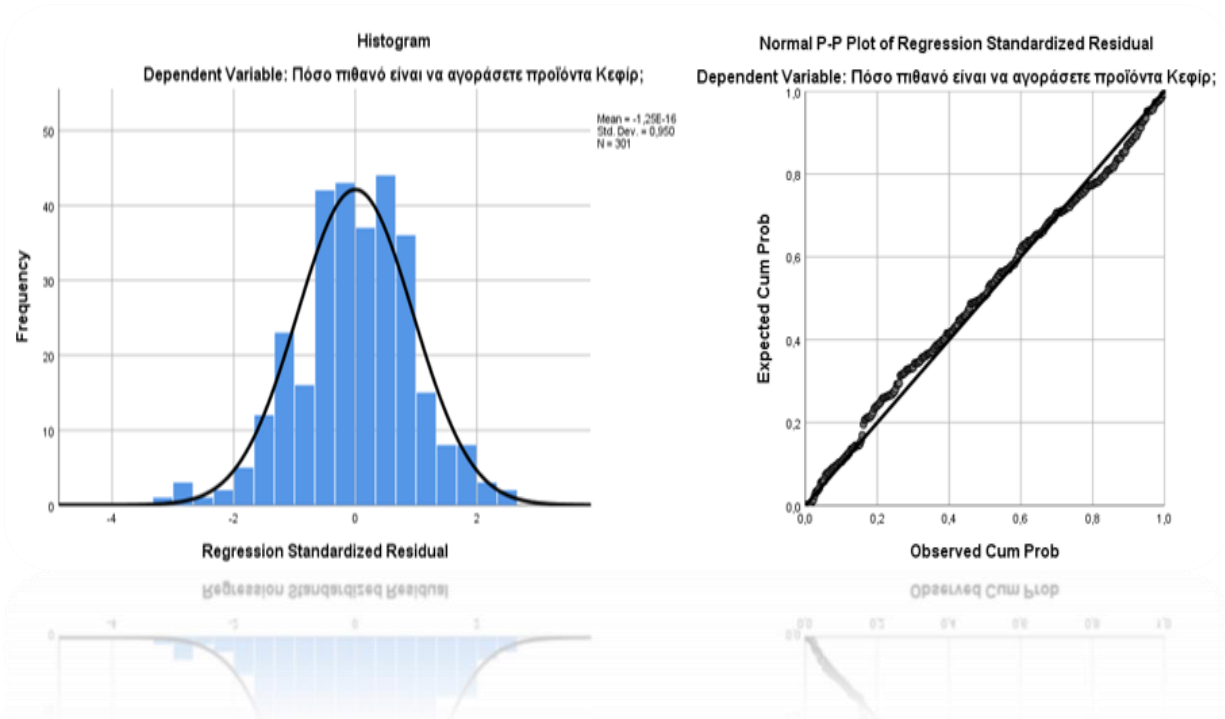 Histogram
Dependent Variable: Πόσο πιθανό είναι να αγοράσετε προϊόντα Κεφίρ;
Mean = -1,25E-16
Std. Dev. = 0,950
N = 301
50
40
30
20
10
0
Frequency
-4
-2
0
2
Regression Standardized Residual
Normal P-P Plot of Regression Standardized Residual
Dependent Variable: Πόσο πιθανό είναι να αγοράσετε προϊόντα Κεφίρ;
1,0
0,8
0,6
0,4
0,2
0,0
Expected Cum Prob
0,0
0,2
0,4
0,6
0,8
1,0
Observed Cum Prob